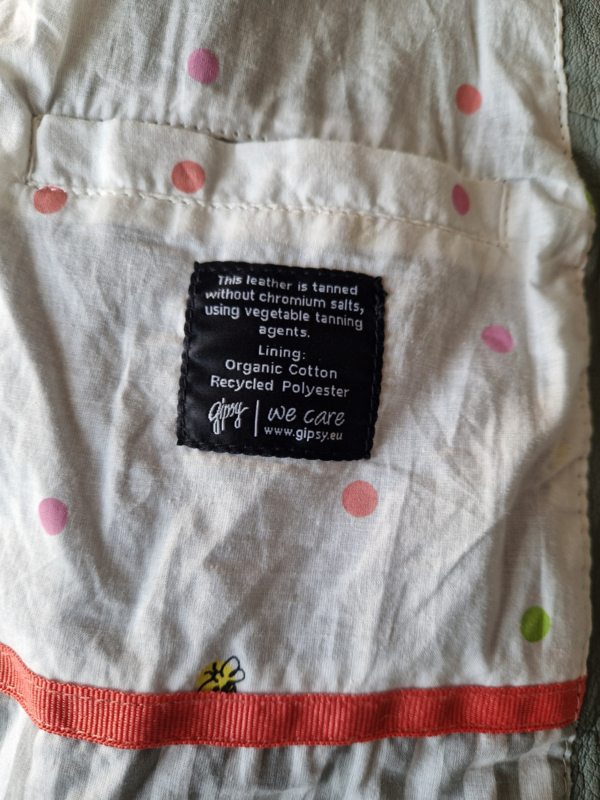 This leather is tanned
without chromium salts,
using vegetable tanning
agents.
Lining:
Organic Cotton
Recycled Polyester
gipsy | we care
www.gipsy.eu